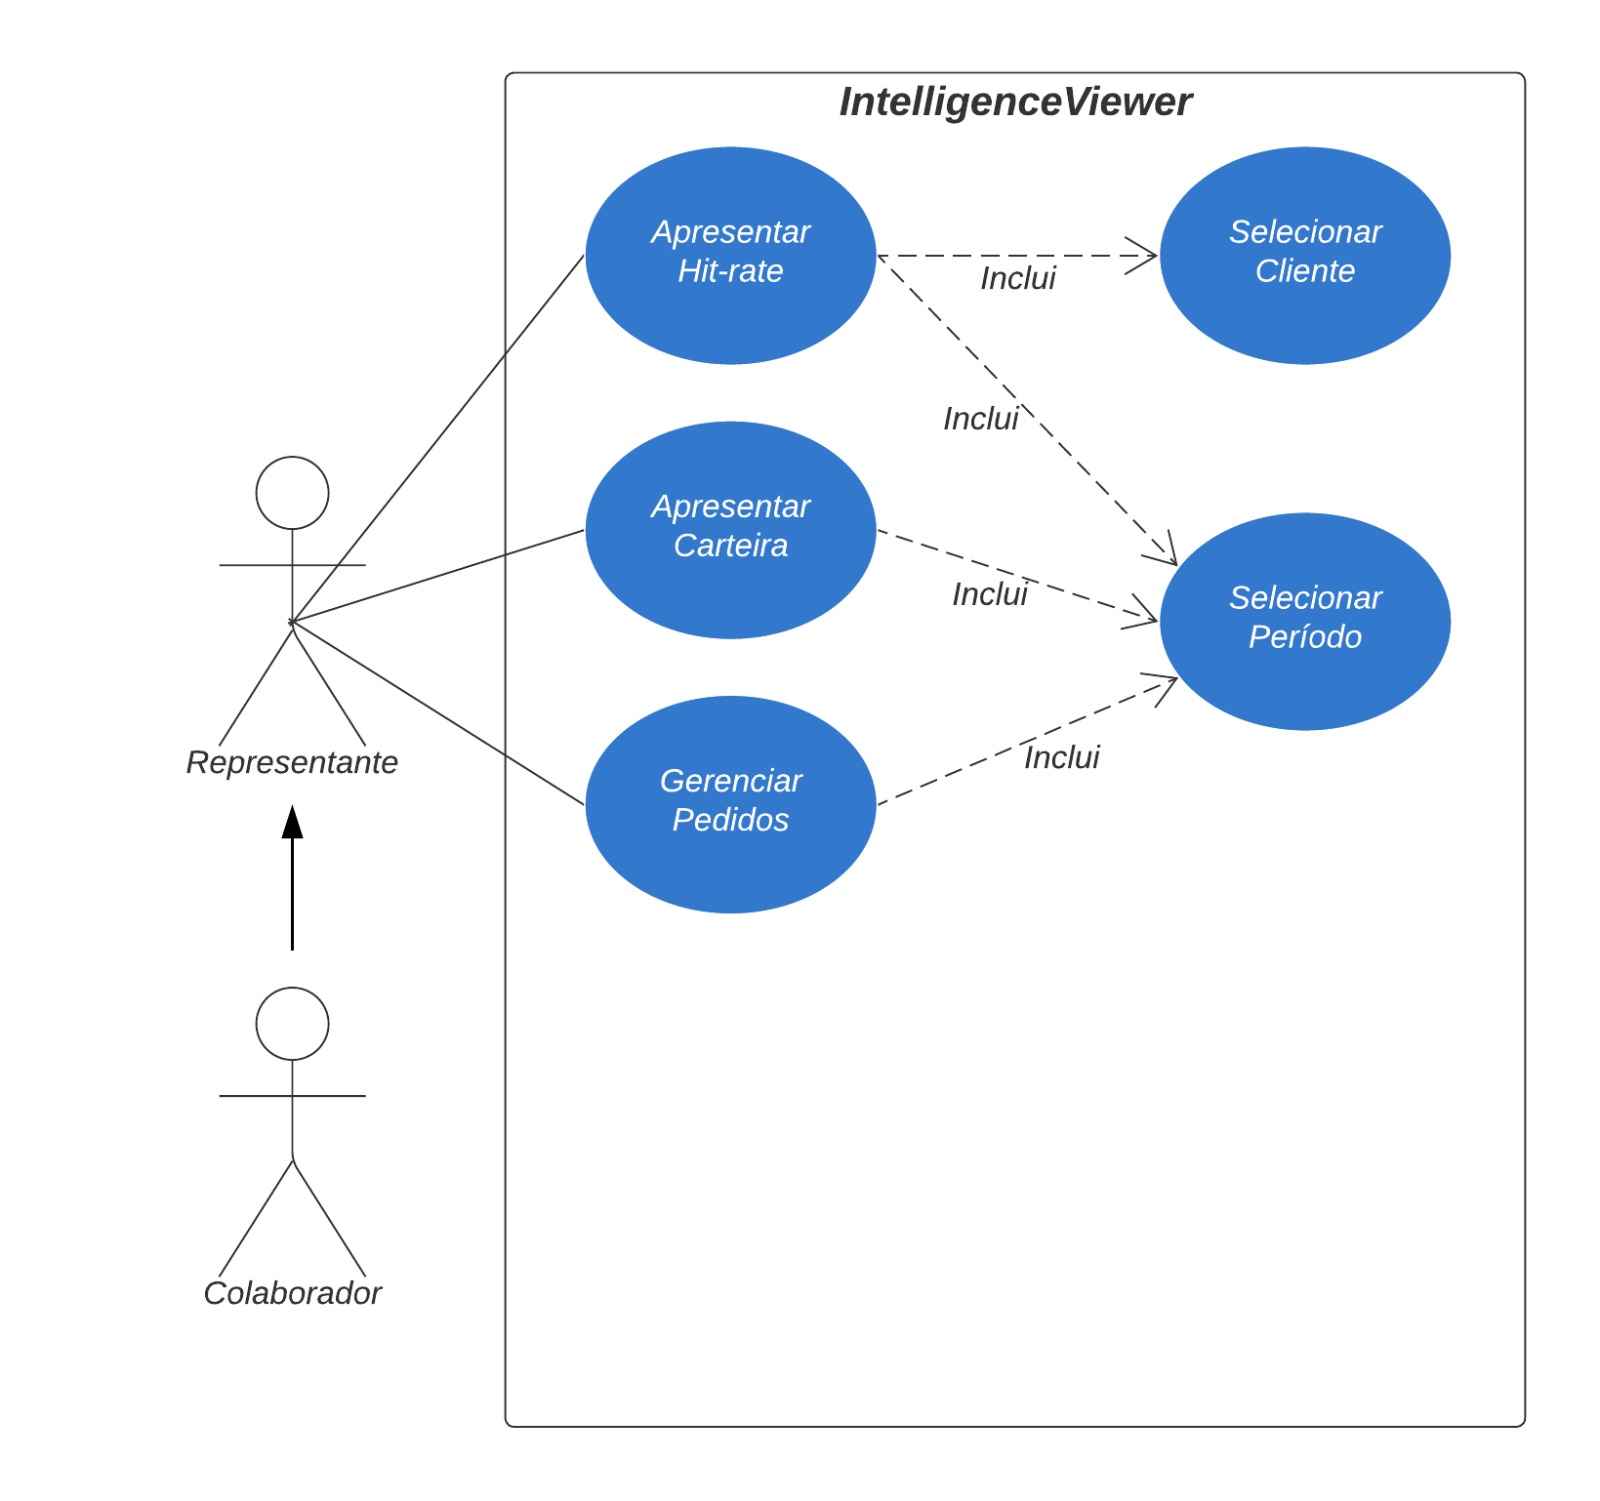 IntelligenceViewer
Apresentar
Hit-rate
Inclui
Selecionar
Cliente
Inclui
Apresentar
Carteira
Inclui
Selecionar
Período
Representante
Gerenciar
Pedidos
Inclui
Colaborador